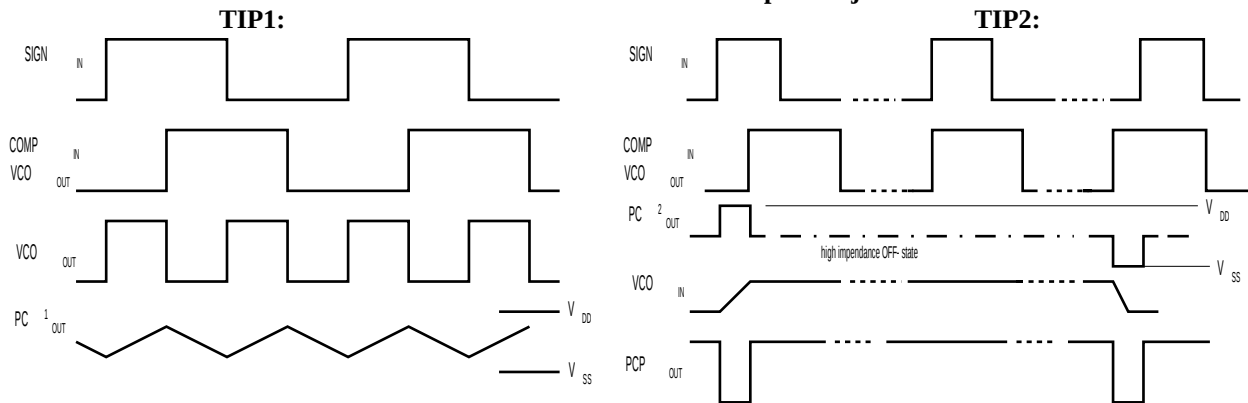 TIP1:
SIGN IN
COMP IN
VCO OUT
VCO OUT
PC 1 OUT
V DD
V SS
TIP2:
SIGN IN
COMP IN
VCO OUT
PC 2 OUT
V DD
high impendance OFF- state
V SS
VCO IN
PCP OUT